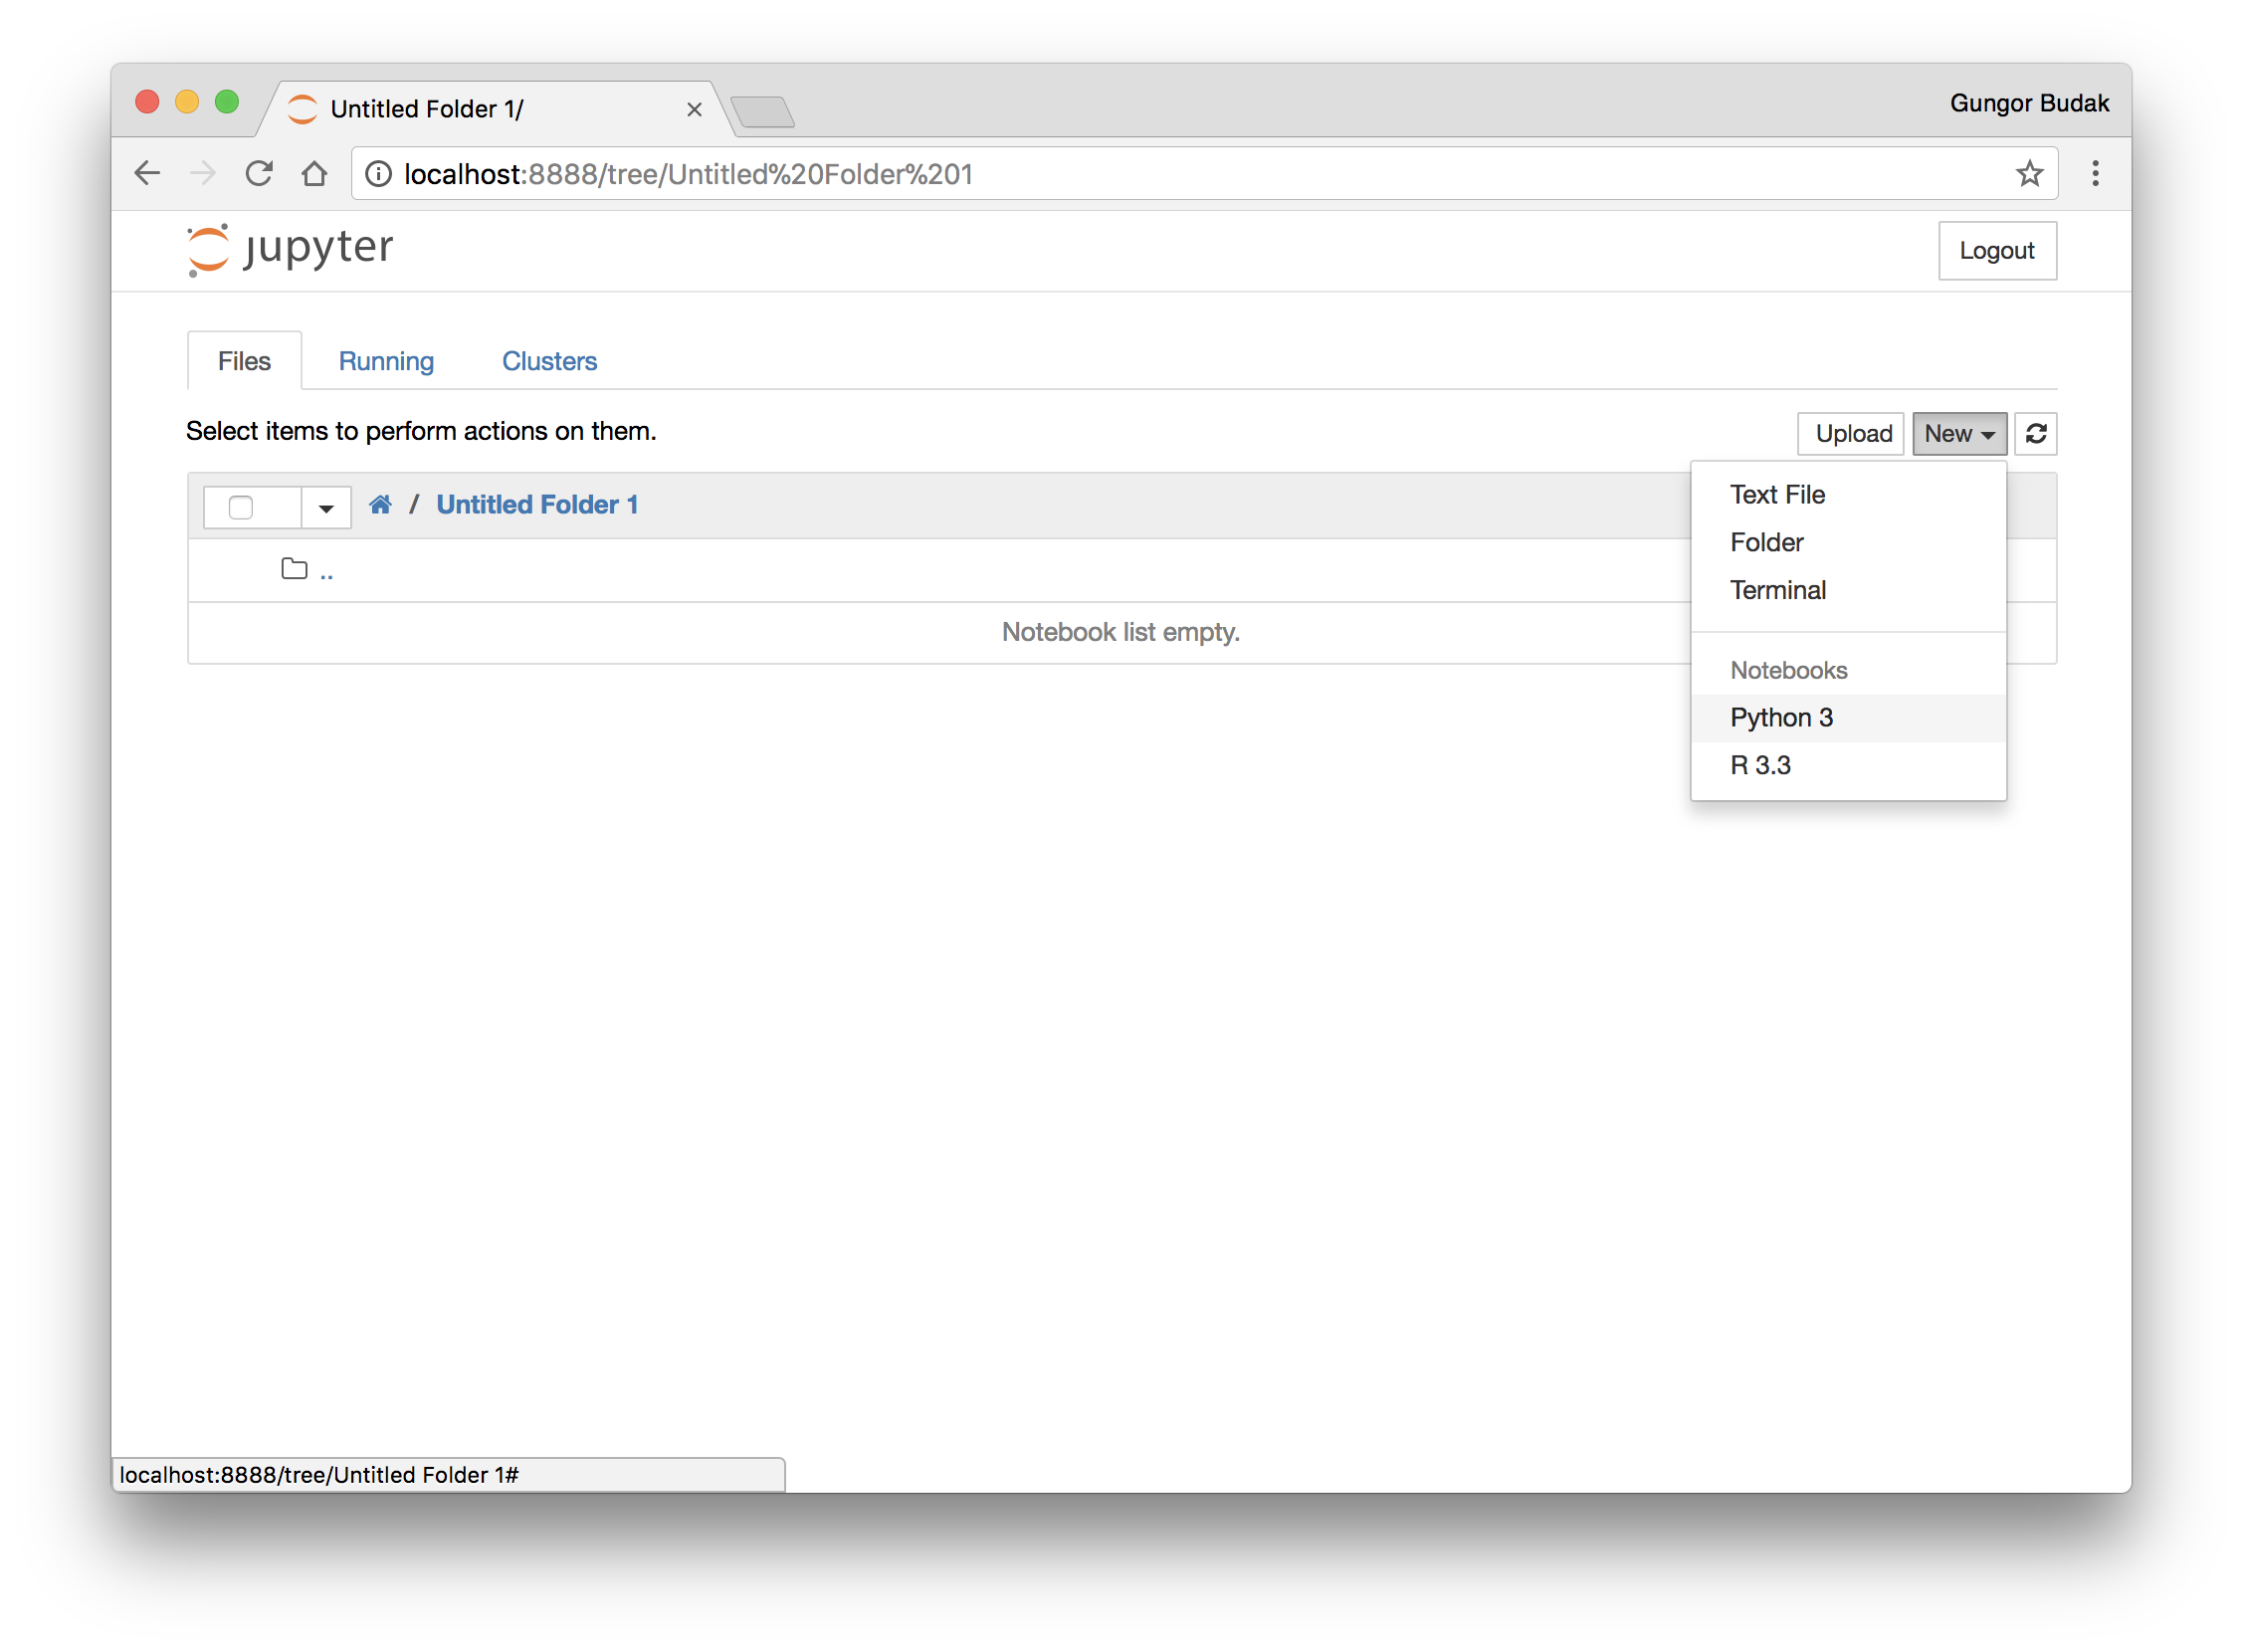 Untitled Folder 1/
Gungor Budak
localhost:8888/tree/Untitled%20Folder%201
jupyter
Logout
Files Running Clusters
Select items to perform actions on them.
Upload New
/ Untitled Folder 1
..
Notebook list empty.
Text File
Folder
Terminal
Notebooks
Python 3
R 3.3
localhost:8888/tree/Untitled Folder 1#